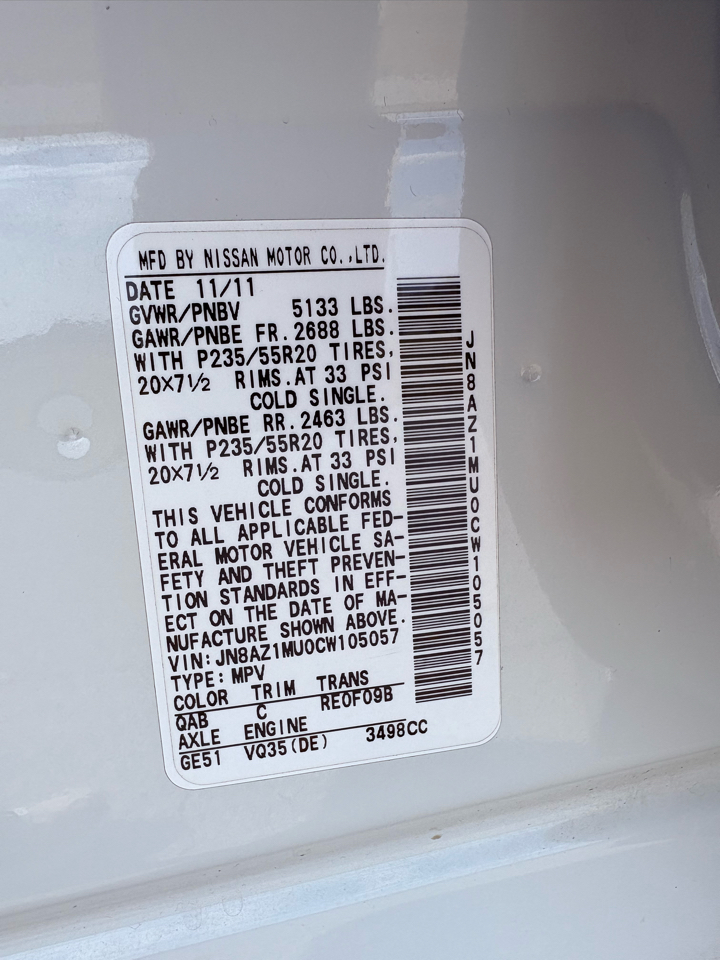 MFD BY NISSAN MOTOR CO.,LTD.
DATE 11/11
GVWR/PNBV 5133 LBS.
GAWR/PNBE FR.2688 LBS.
WITH P235/55R20 TIRES,
20X7½ RIMS.AT 33 PSI
COLD SINGLE.
GAWR/PNBE RR.2463 LBS.
WITH P235/55R20 TIRES,
20X7½ RIMS.AT 33 PSI
COLD SINGLE.
THIS VEHICLE CONFORMS
TO ALL APPLICABLE FED-
ERAL MOTOR VEHICLE SA-
FETY AND THEFT PREVEN-
TION STANDARDS IN EFF-
ECT ON THE DATE OF MA-
NUFACTURE SHOWN ABOVE.
VIN:JN8AZ1MU0CW105057
TYPE:MPV
COLOR TRIM TRANS
QAB C RE0F09B
AXLE ENGINE
GE51 VQ35(DE) 3498CC
JN8AZ1MU0CW105057